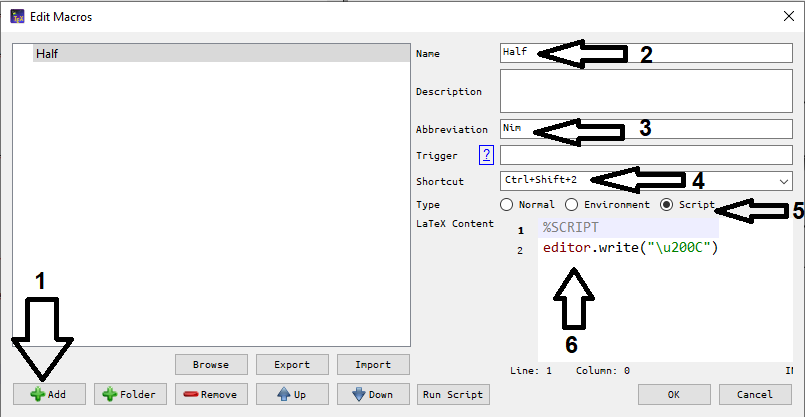 Edit Macros
Half
Name Half 2
Description
Abbreviation Nim 3
Trigger ?
Shortcut Ctrl+Shift+2 4
Type Normal Environment Script 5
LaTeX Content
1 %SCRIPT
2 editor.write("\u200C")
1
6
Browse Export Import
Line: 1 Column: 0
Add Folder Remove Up Down Run Script OK Cancel